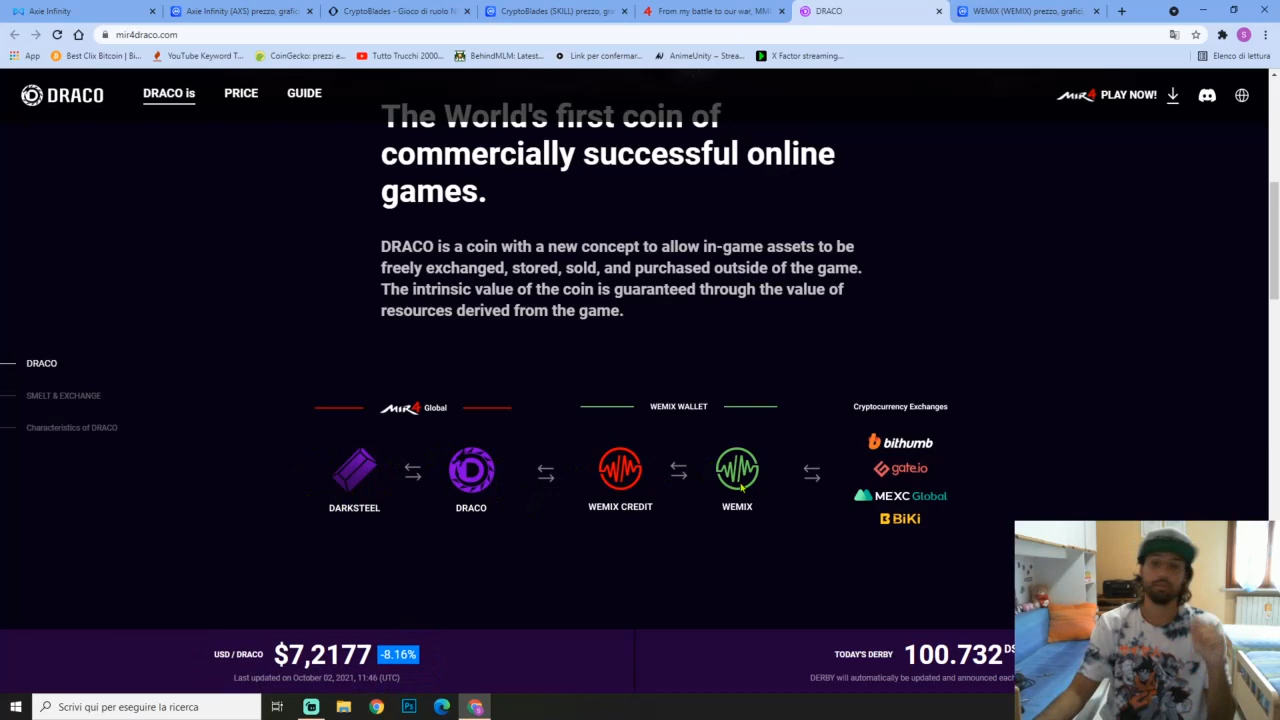 Axie Infinity
Axie Infinity (AXS) prezzo, grafici
CryptoBlades - Gioco di ruolo N
CryptoBlades (SKILL) prezzo, gr
From my battle to our war, MM
DRACO
WEMIX (WEMIX) prezzo, grafici,
mir4draco.com
App
Best Clix Bitcoin | Bi...
YouTube Keyword T...
CoinGecko: prezzi e...
Tutto Trucchi 2000...
BehindMLM: Latest...
Link per confermar...
AnimeUnity ~ Strea...
X Factor streaming...
Elenco di lettura
DRACO
DRACO is
PRICE
GUIDE
MIR4 PLAY NOW!
The World's first coin of
commercially successful online
games.
DRACO is a coin with a new concept to allow in-game assets to be
freely exchanged, stored, sold, and purchased outside of the game.
The intrinsic value of the coin is guaranteed through the value of
resources derived from the game.
DRACO
SMELT & EXCHANGE
Characteristics of DRACO
MIR4 Global
WEMIX WALLET
Cryptocurrency Exchanges
bithumb
gate.io
MEXC Global
BiKi
DARKSTEEL
DRACO
WEMIX CREDIT
WEMIX
USD / DRACO $7,2177 -8.16%
Last updated on October 02, 2021, 11:46 (UTC)
TODAY'S DERBY 100.732 DS
DERBY will automatically be updated and announced each
Scrivi qui per eseguire la ricerca
Ps